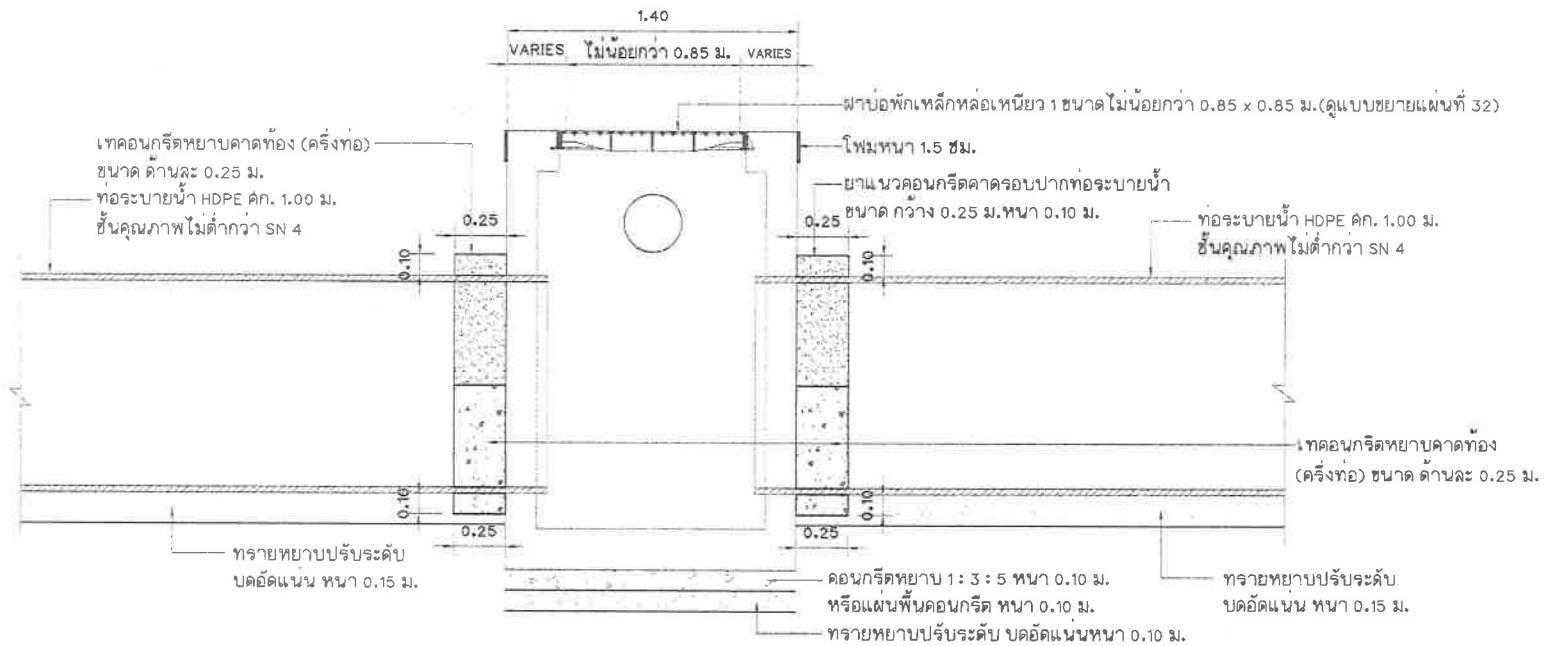 1.40
VARIES ไม่น้อยกว่า 0.85 ม. VARIES
ฝาบ่อพักเหล็กหล่อเหนียว 1 ขนาดไม่น้อยกว่า 0.85 x 0.85 ม.(ดูแบบขยายแผ่นที่ 32)
โฟมหนา 1.5 ซม.
เทคอนกรีตหยาบคาดท้อง (ครึ่งท่อ)
ขนาด ด้านละ 0.25 ม.
ท่อระบายน้ำ HDPE ศก. 1.00 ม.
ชั้นคุณภาพไม่ต่ำกว่า SN 4
ยาแนวคอนกรีตคาดรอบปากท่อระบายน้ำ
ขนาด กว้าง 0.25 ม.หนา 0.10 ม.
ท่อระบายน้ำ HDPE ศก. 1.00 ม.
ชั้นคุณภาพไม่ต่ำกว่า SN 4
0.25
0.25
0.10
0.10
เทคอนกรีตหยาบคาดท้อง
(ครึ่งท่อ) ขนาด ด้านละ 0.25 ม.
0.10
0.10
0.25
0.25
ทรายหยาบปรับระดับ
บดอัดแน่น หนา 0.15 ม.
คอนกรีตหยาบ 1 : 3 : 5 หนา 0.10 ม.
หรือแผ่นพื้นคอนกรีต หนา 0.10 ม.
ทรายหยาบปรับระดับ บดอัดแน่นหนา 0.10 ม.
ทรายหยาบปรับระดับ
บดอัดแน่น หนา 0.15 ม.